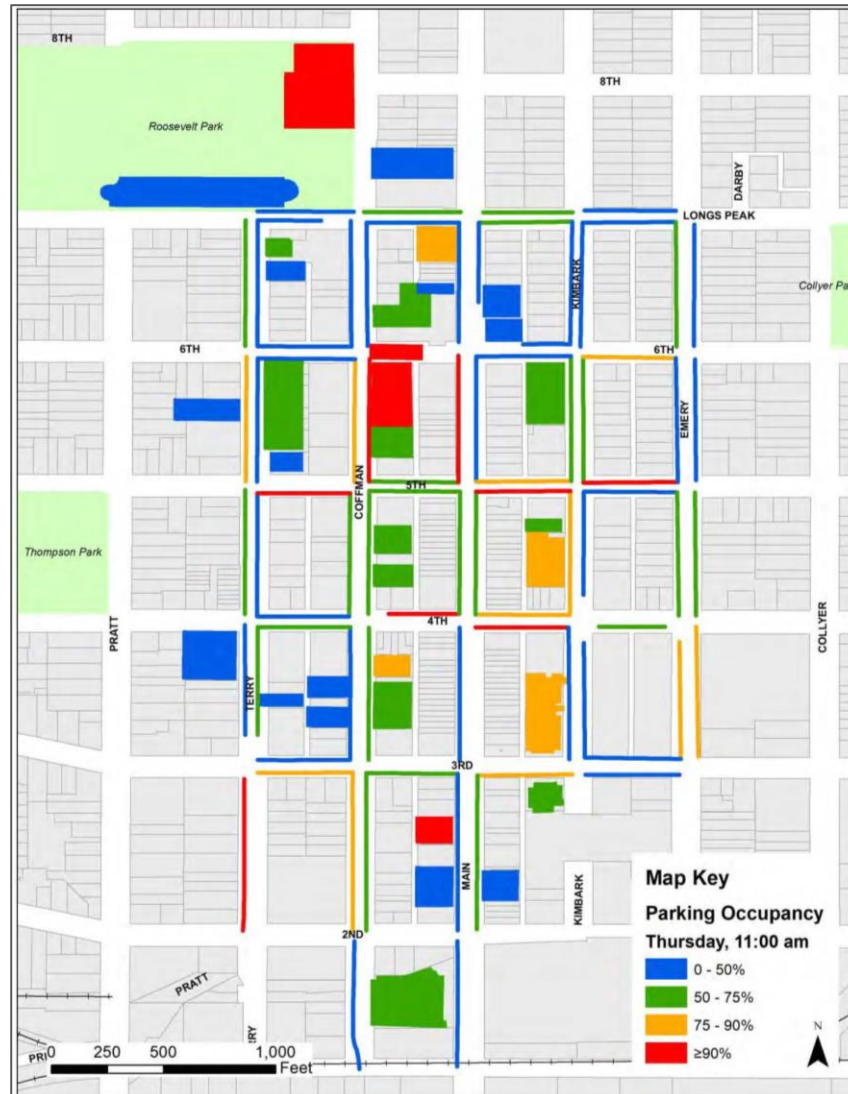 8TH
8TH
Roosevelt Park
DARBY
LONGS PEAK
KIMBARK
Collyer Pa
6TH
6TH
EMERY
COFFMAN
5TH
Thompson Park
4TH
PRATT
COLLYER
TERRY
3RD
MAIN
KIMBARK
2ND
PRATT
Map Key
Parking Occupancy
Thursday, 11:00 am
0 - 50%
50 - 75%
75 - 90%
≥90%
N
PRI
RY
0 250 500 1,000
Feet